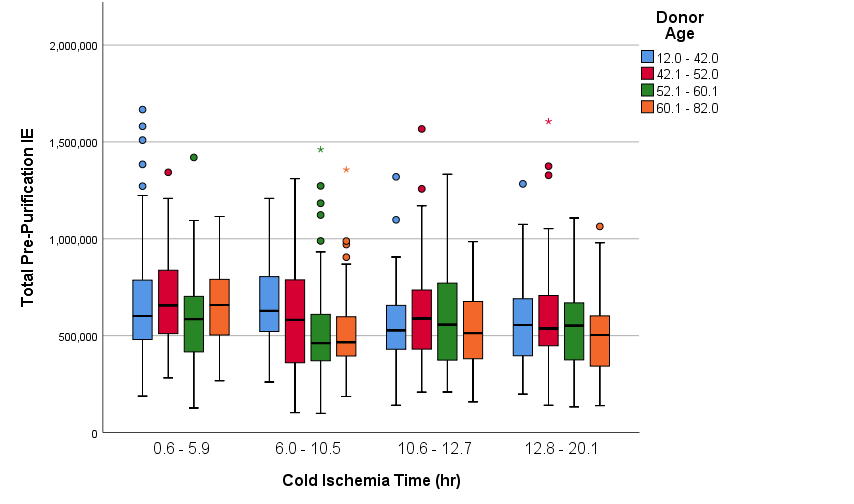 Donor
Age
12.0 - 42.0
42.1 - 52.0
52.1 - 60.1
60.1 - 82.0
Total Pre-Purification IE
2,000,000
1,500,000
1,000,000
500,000
0
0.6 - 5.9
6.0 - 10.5
10.6 - 12.7
12.8 - 20.1
Cold Ischemia Time (hr)